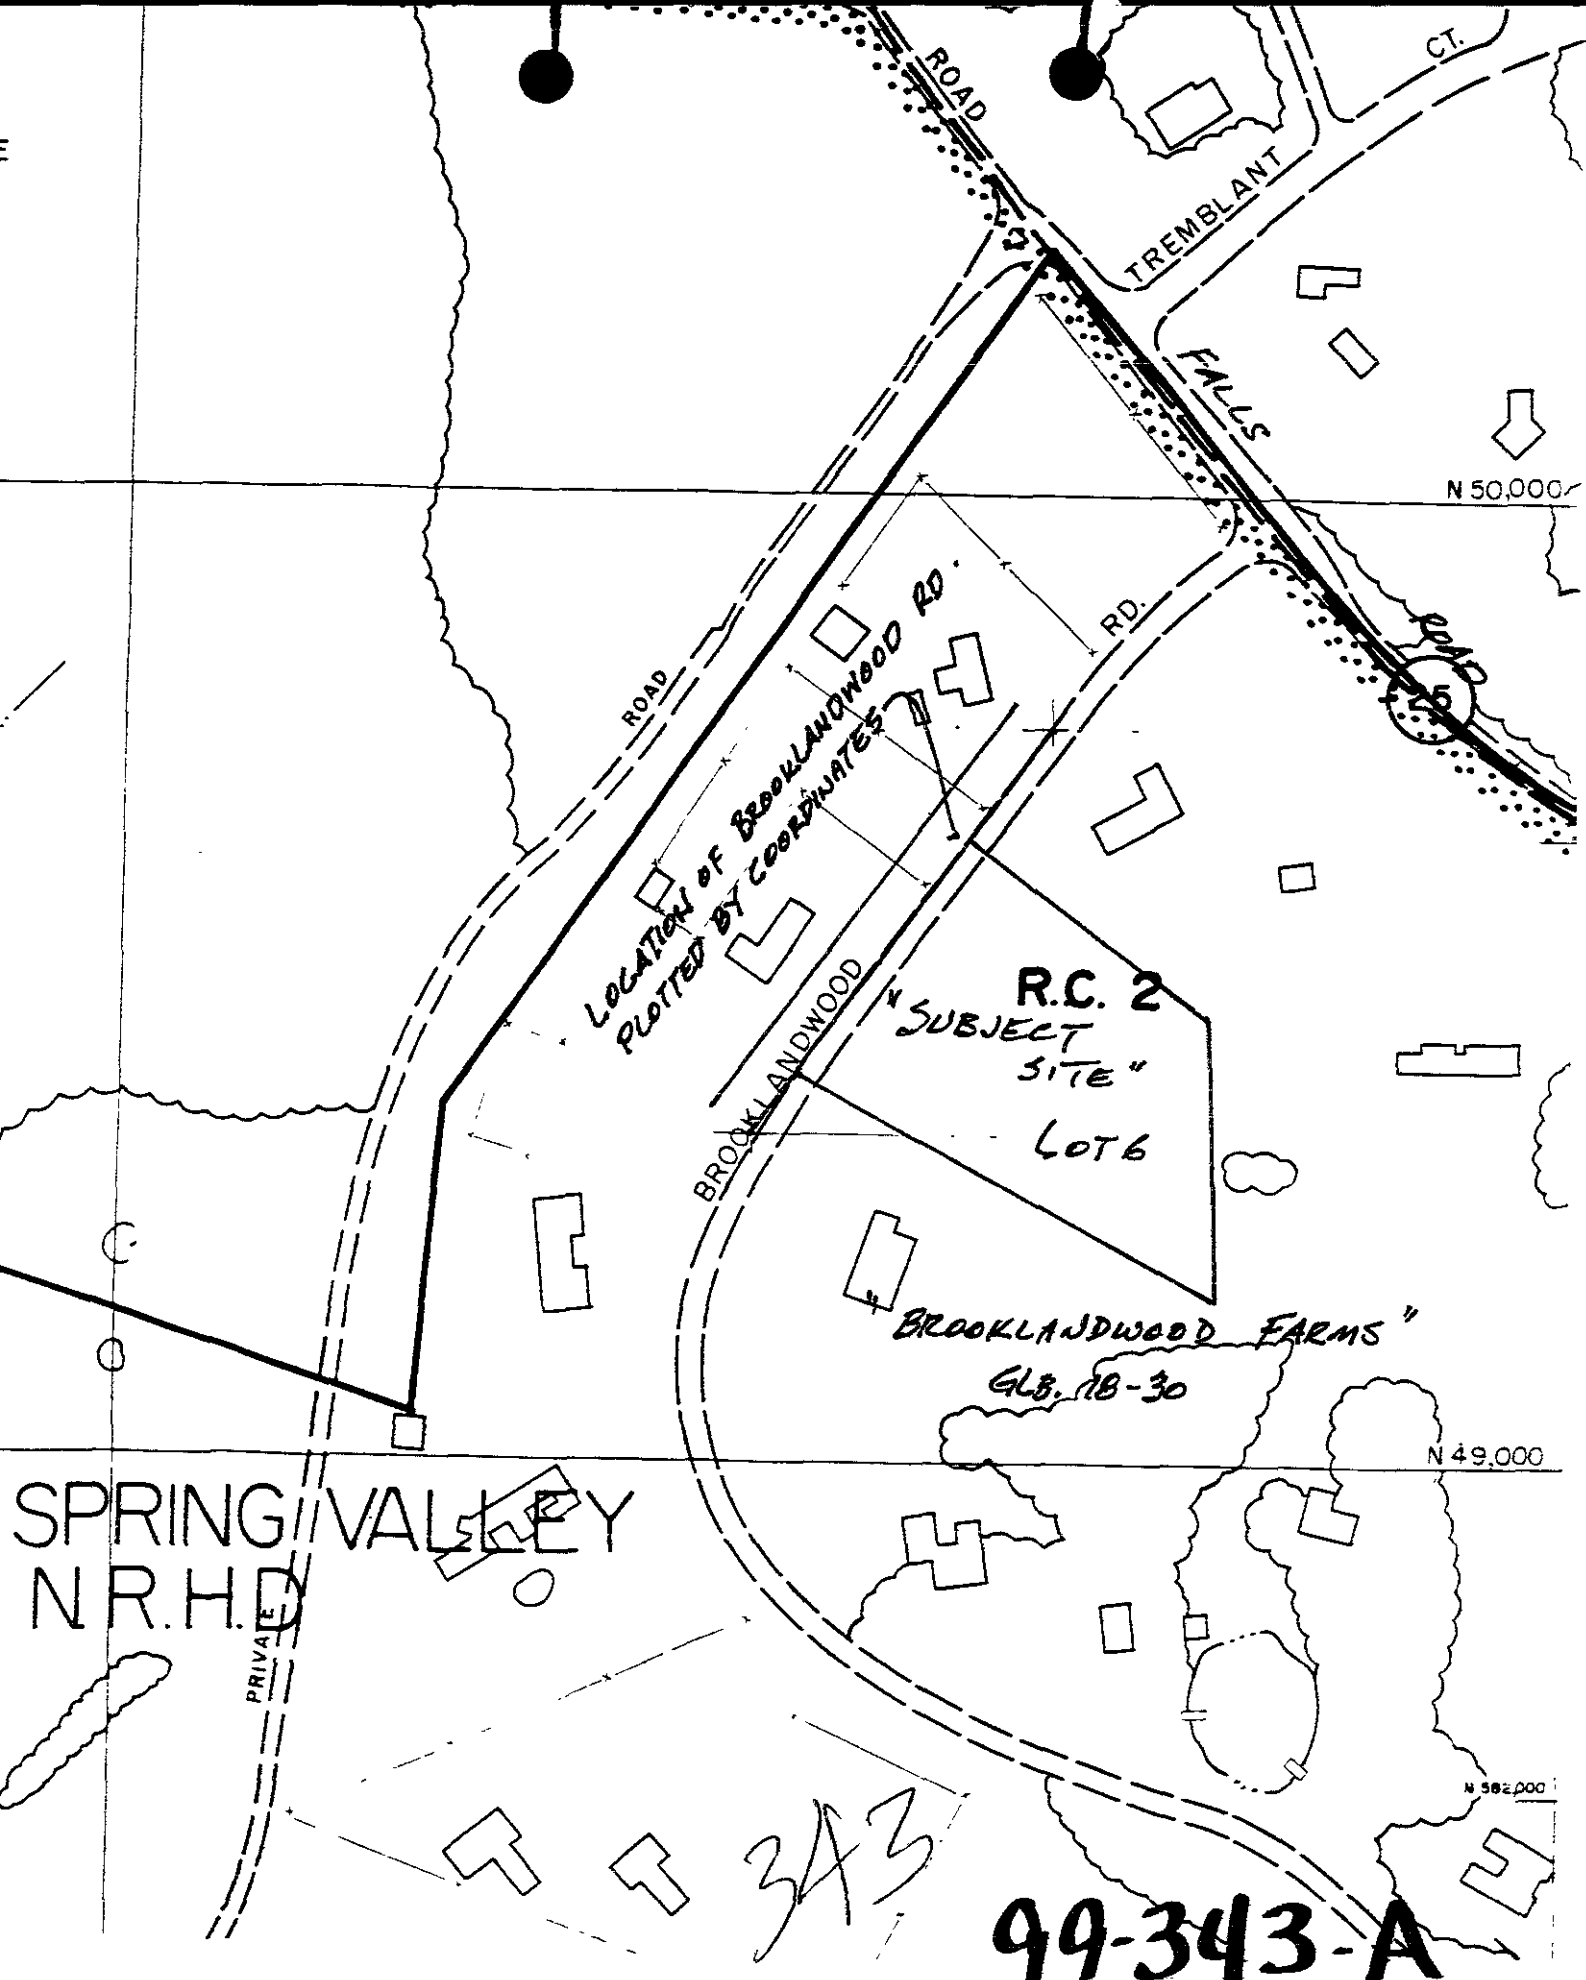 E
ROAD
CT.
TREMBLANT
FALLS
N 50,000
ROAD
25
RD.
ROAD
LOCATION OF BROOKLANDWOOD RD.
PLOTTED BY COORDINATES
BROOKLANDWOOD
R.C. 2
"SUBJECT
SITE"
LOT 6
"BROOKLANDWOOD FARMS"
GLB. 78-30
N 49,000
SPRING VALLEY
N.R.H.D
PRIVATE
N 582,000
343
99-343-A